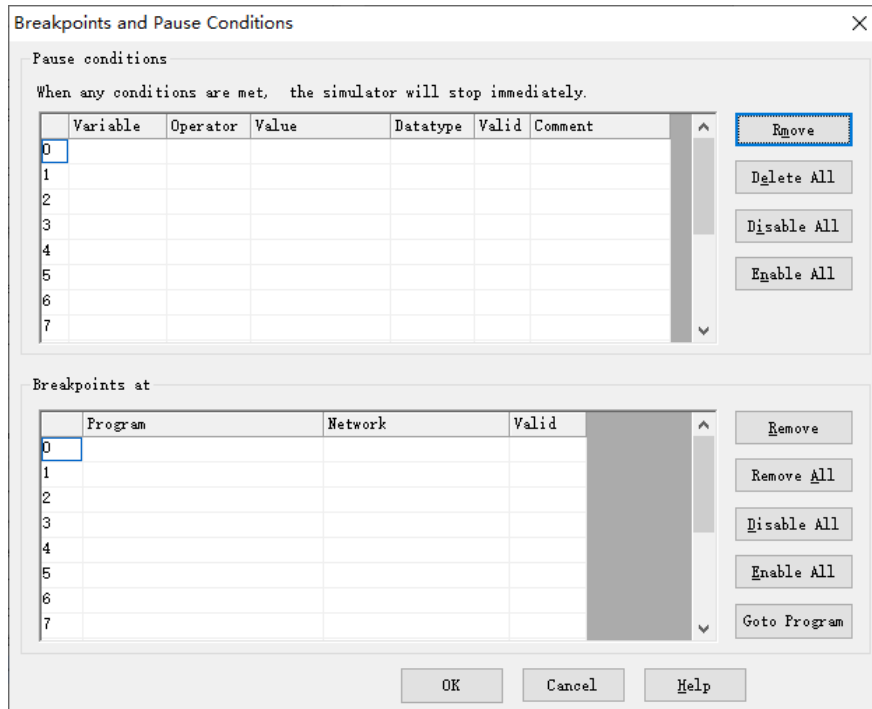 Breakpoints and Pause Conditions
Pause conditions
When any conditions are met, the simulator will stop immediately.
Variable Operator Value Datatype Valid Comment
0
1
2
3
4
5
6
7
Rmove
Delete All
Disable All
Enable All
Breakpoints at
Program Network Valid
0
1
2
3
4
5
6
7
Remove
Remove All
Disable All
Enable All
Goto Program
OK Cancel Help